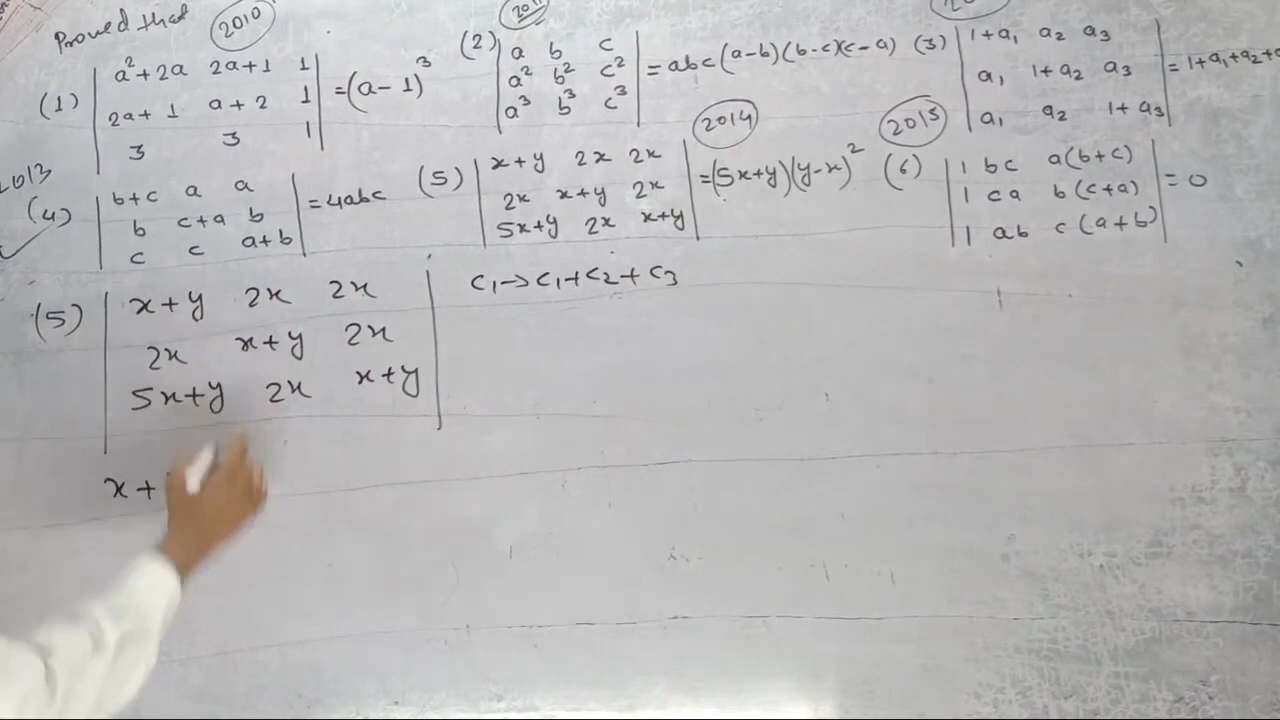 Proved that 2010
(1) | a²+2a 2a+1 1 | = (a-1)³
| 2a+1 a+2 1 |
| 3 3 1 |
(2) | a b c | = abc(a-b)(b-c)(c-a)
| a² b² c² |
| a³ b³ c³ |
(3) | 1+a₁ a₂ a₃ | = 1+a₁+a₂+
| a₁ 1+a₂ a₃ |
| a₁ a₂ 1+a₃ |
2013
(4) | b+c a a | = 4abc
| b c+a b |
| c c a+b |
2014
(5) | x+y 2x 2x | = (5x+y)(y-x)²
| 2x x+y 2x |
| 5x+y 2x x+y |
2015
(6) | 1 bc a(b+c) | = 0
| 1 ca b(c+a) |
| 1 ab c(a+b) |
(5) | x+y 2x 2x | C₁→C₁+C₂+C₃
| 2x x+y 2x |
| 5x+y 2x x+y |
x+